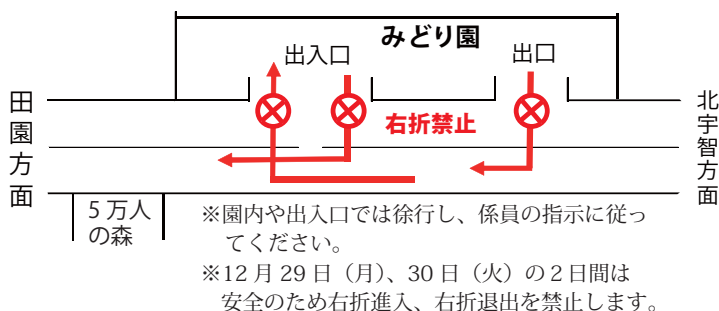 みどり園
出入口
出口
右折禁止
田園方面
北宇智方面
5万人
の森
※園内や出入口では徐行し、係員の指示に従っ
てください。
※12月29日（月）、30日（火）の2日間は
安全のため右折進入、右折退出を禁止します。